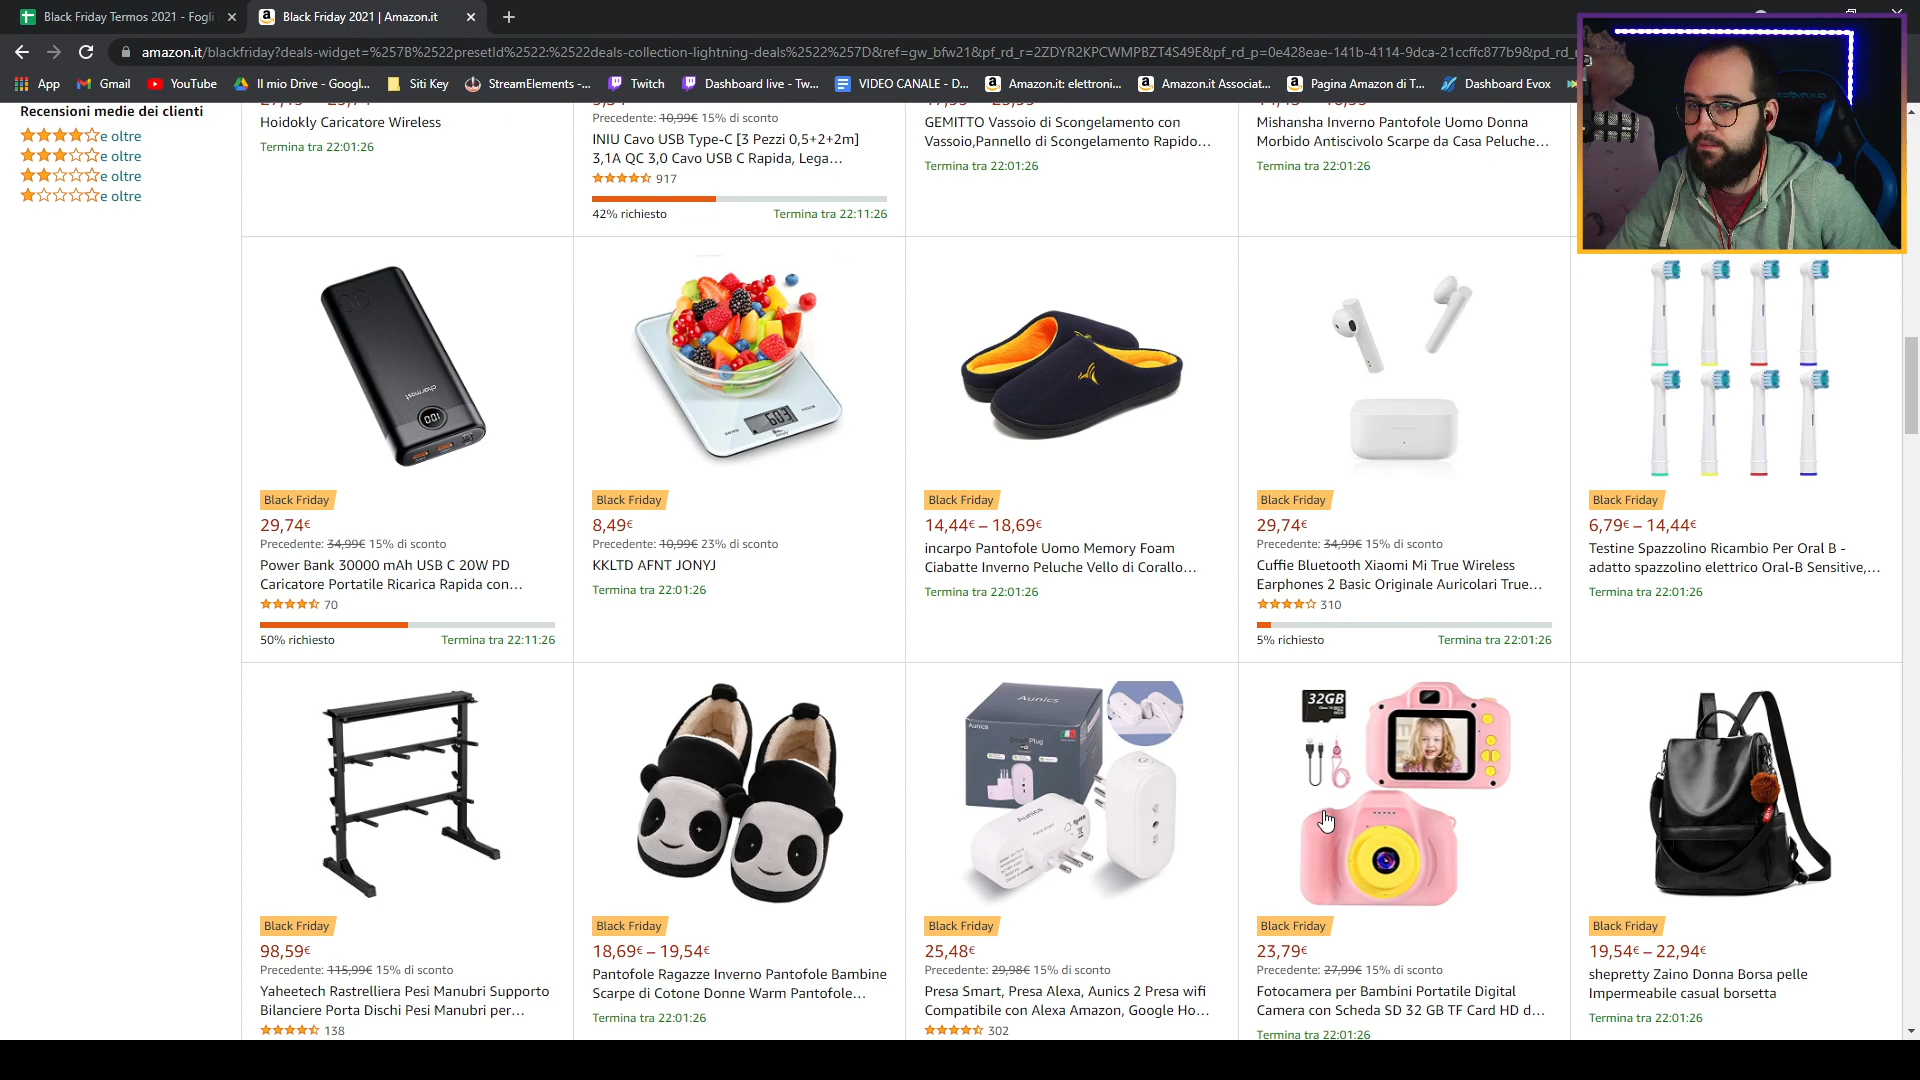 Black Friday Termos 2021 - Fogli
Black Friday 2021 | Amazon.it
amazon.it/blackfriday?deals-widget=%257B%2522presetId%2522:%2522deals-collection-lightning-deals%2522%257D&ref=gw_bfw21&pf_rd_r=2ZDYR2KPCWMPBZT4S49E&pf_rd_p=0e428eae-141b-4114-9dca-21ccffc877b9&pd_rd_
App
Gmail
YouTube
Il mio Drive - Googl...
Siti Key
StreamElements -...
Twitch
Dashboard live - Tw...
VIDEO CANALE - D...
Amazon.it: elettroni...
Amazon.it Associat...
Pagina Amazon di T...
Dashboard Evox
Recensioni medie dei clienti
e oltre
e oltre
e oltre
e oltre
Hoidokly Caricatore Wireless
Termina tra 22:01:26
Precedente: 10,99€ 15% di sconto
INIU Cavo USB Type-C [3 Pezzi 0,5+2+2m]
3,1A QC 3,0 Cavo USB C Rapida, Lega...
917
42% richiesto
Termina tra 22:11:26
GEMITTO Vassoio di Scongelamento con
Vassoio,Pannello di Scongelamento Rapido...
Termina tra 22:01:26
Mishansha Inverno Pantofole Uomo Donna
Morbido Antiscivolo Scarpe da Casa Peluche...
Termina tra 22:01:26
charmast
Black Friday
29,74€
Precedente: 34,99€ 15% di sconto
Power Bank 30000 mAh USB C 20W PD
Caricatore Portatile Ricarica Rapida con...
70
50% richiesto
Termina tra 22:11:26
603
Black Friday
8,49€
Precedente: 10,99€ 23% di sconto
KKLTD AFNT JONYJ
Termina tra 22:01:26
Black Friday
14,44€ – 18,69€
incarpo Pantofole Uomo Memory Foam
Ciabatte Inverno Peluche Vello di Corallo...
Termina tra 22:01:26
Black Friday
29,74€
Precedente: 34,99€ 15% di sconto
Cuffie Bluetooth Xiaomi Mi True Wireless
Earphones 2 Basic Originale Auricolari True...
310
5% richiesto
Termina tra 22:01:26
Black Friday
6,79€ – 14,44€
Testine Spazzolino Ricambio Per Oral B -
adatto spazzolino elettrico Oral-B Sensitive,...
Termina tra 22:01:26
Black Friday
98,59€
Precedente: 115,99€ 15% di sconto
Yaheetech Rastrelliera Pesi Manubri Supporto
Bilanciere Porta Dischi Pesi Manubri per...
138
Black Friday
18,69€ – 19,54€
Pantofole Ragazze Inverno Pantofole Bambine
Scarpe di Cotone Donne Warm Pantofole...
Termina tra 22:01:26
Aunics
Aunics
Smart Plug
Aunics
Black Friday
25,48€
Precedente: 29,98€ 15% di sconto
Presa Smart, Presa Alexa, Aunics 2 Presa wifi
Compatibile con Alexa Amazon, Google Ho...
302
32GB
Black Friday
23,79€
Precedente: 27,99€ 15% di sconto
Fotocamera per Bambini Portatile Digital
Camera con Scheda SD 32 GB TF Card HD d...
Termina tra 22:01:26
Black Friday
19,54€ – 22,94€
shepretty Zaino Donna Borsa pelle
Impermeabile casual borsetta
Termina tra 22:01:26